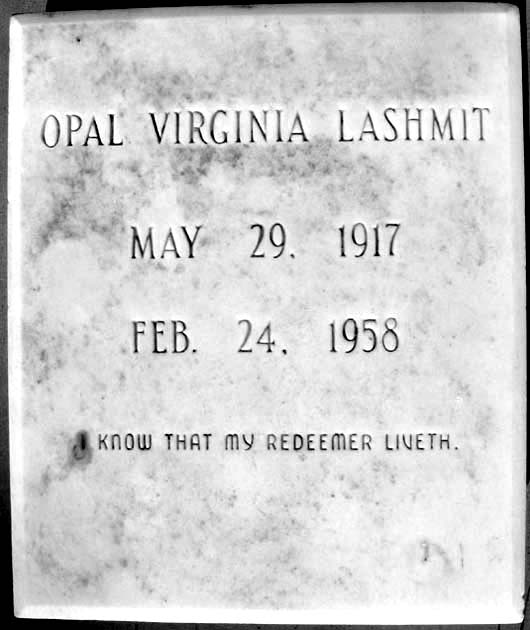 OPAL VIRGINIA LASHMIT
MAY 29, 1917
FEB. 24, 1958
I KNOW THAT MY REDEEMER LIVETH.